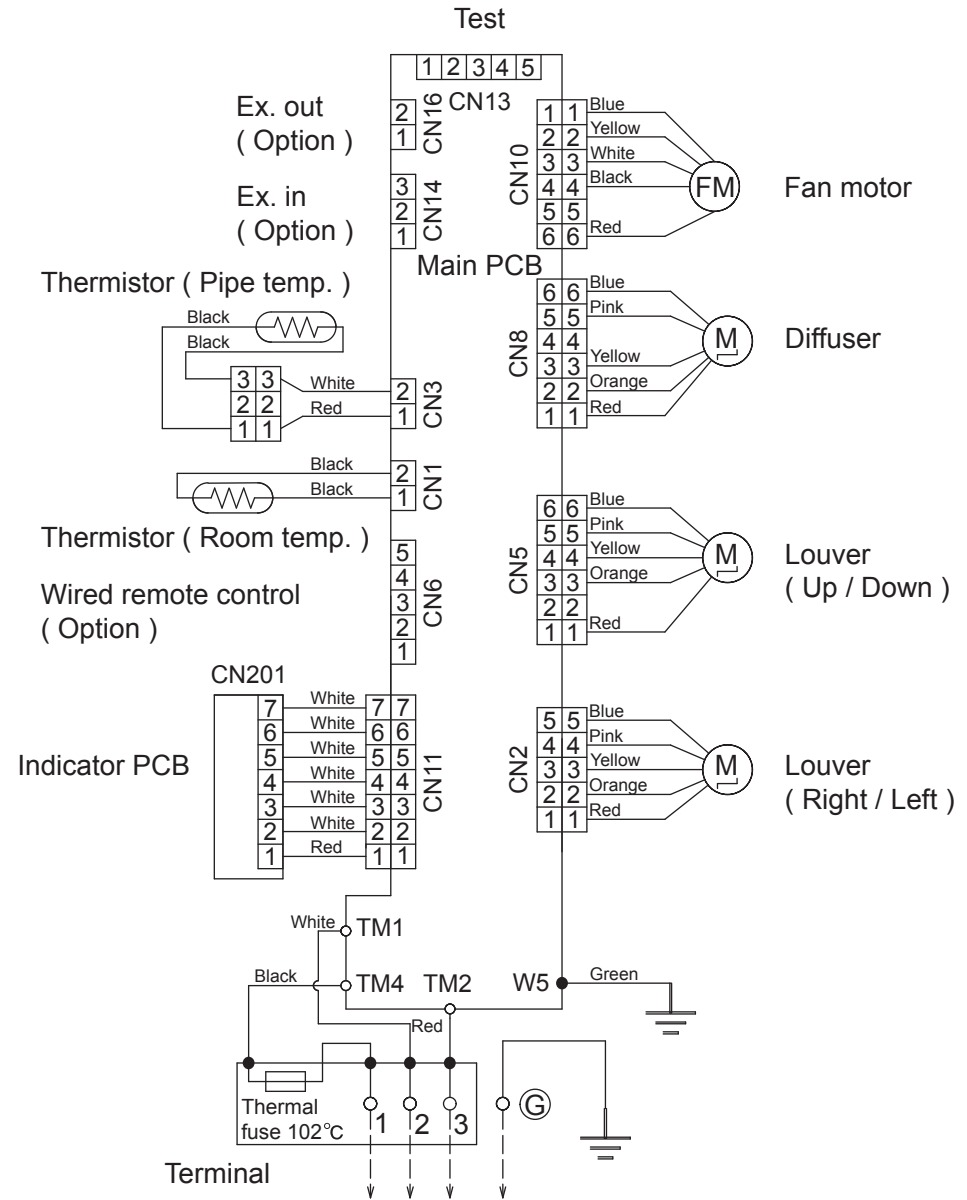 Test
1 2 3 4 5
CN13
Ex. out
( Option )
2
1
CN16
Ex. in
( Option )
3
2
1
CN14
CN10
1 1 Blue
2 2 Yellow
3 3 White
4 4 Black
5 5
6 6 Red
FM
Fan motor
Main PCB
Thermistor ( Pipe temp. )
Black
Black
3 3 White
2 2 Red
1 1
2
1
CN3
CN8
6 6 Blue
5 5 Pink
4 4
3 3 Yellow
2 2 Orange
1 1 Red
M
Diffuser
Black
Black
2
1
CN1
Thermistor ( Room temp. )
Wired remote control
( Option )
5
4
3
2
1
CN6
CN5
6 6 Blue
5 5 Pink
4 4 Yellow
3 3 Orange
2 2
1 1 Red
M
Louver
( Up / Down )
CN201
Indicator PCB
7 White 7 7
6 White 6 6
5 White 5 5
4 White 4 4
3 White 3 3
2 White 2 2
1 Red 1 1
CN11
CN2
5 5 Blue
4 4 Pink
3 3 Yellow
2 2 Orange
1 1 Red
M
Louver
( Right / Left )
White TM1
Black TM4 TM2 W5 Green
Red
Thermal
fuse 102℃
1 2 3 G
Terminal